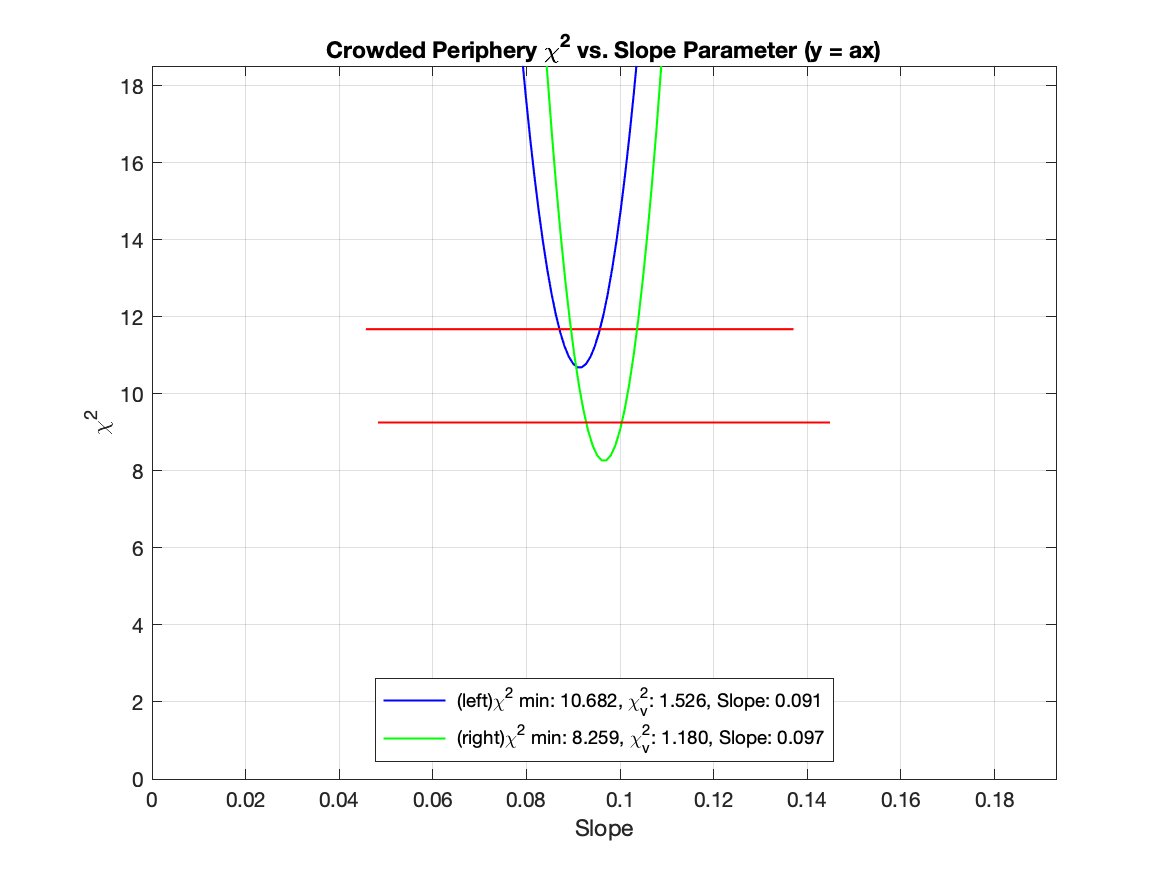 Crowded Periphery χ² vs. Slope Parameter (y = ax)
18
16
14
12
10
8
6
4
2
0
χ²
(left)χ² min: 10.682, χ²ᵥ: 1.526, Slope: 0.091
(right)χ² min: 8.259, χ²ᵥ: 1.180, Slope: 0.097
0 0.02 0.04 0.06 0.08 0.1 0.12 0.14 0.16 0.18
Slope